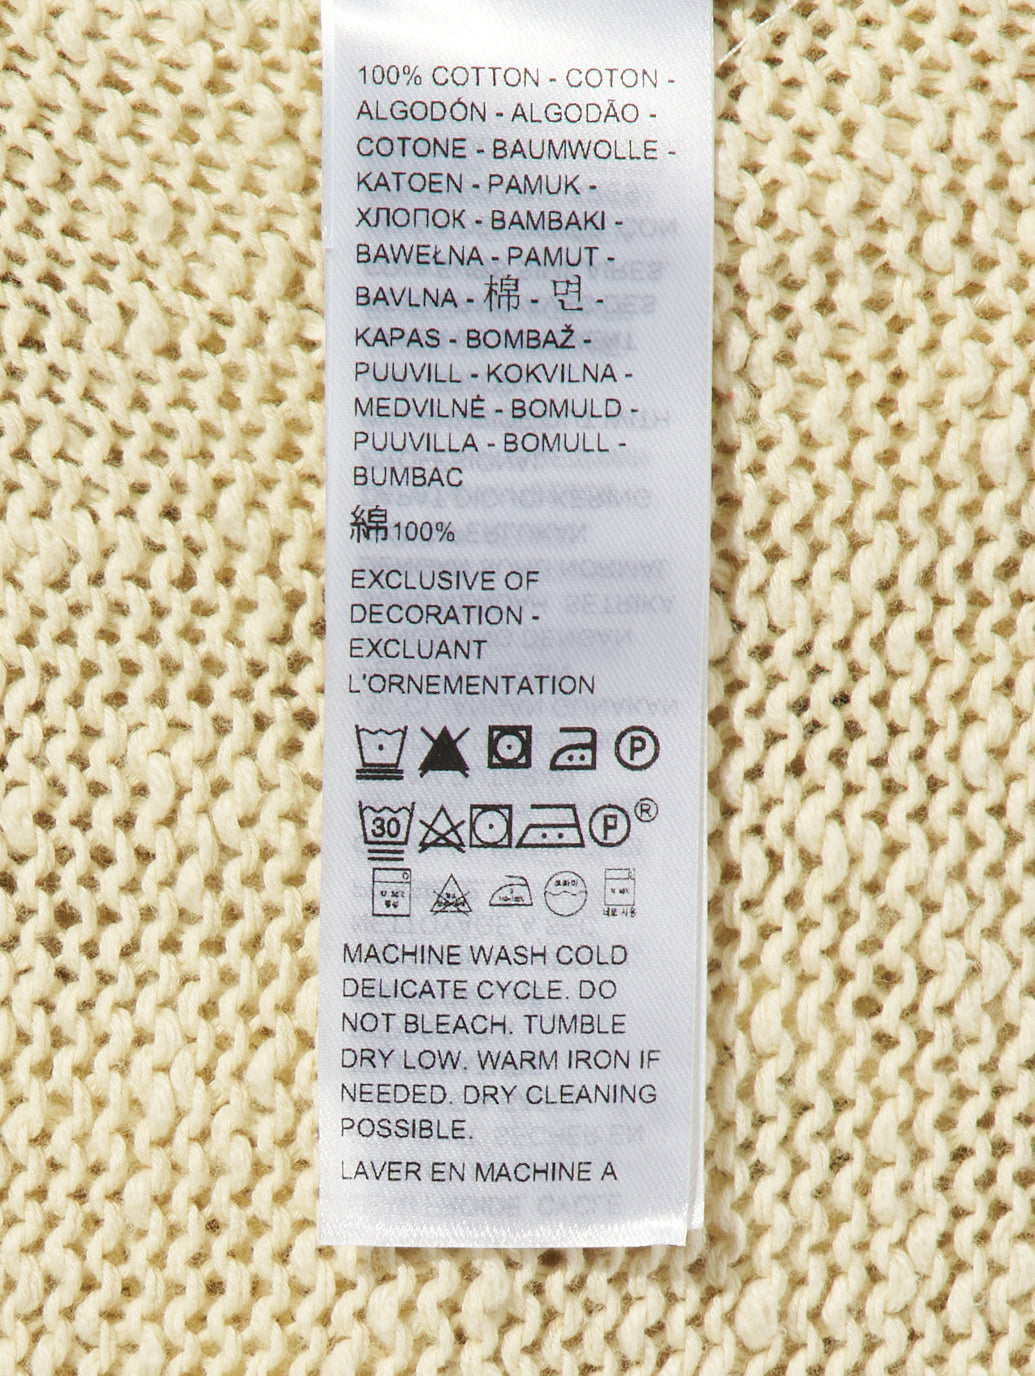 100% COTTON - COTON -
ALGODÓN - ALGODÃO -
COTONE - BAUMWOLLE -
KATOEN - PAMUK -
ХЛОПОК - BAMBAKI -
BAWEŁNA - PAMUT -
BAVLNA - 棉 - 면 -
KAPAS - BOMBAŽ -
PUUVILL - KOKVILNA -
MEDVILNĖ - BOMULD -
PUUVILLA - BOMULL -
BUMBAC
綿100%
EXCLUSIVE OF
DECORATION -
EXCLUANT
L'ORNEMENTATION
P
30 P ®
MACHINE WASH COLD
DELICATE CYCLE. DO
NOT BLEACH. TUMBLE
DRY LOW. WARM IRON IF
NEEDED. DRY CLEANING
POSSIBLE.
LAVER EN MACHINE A